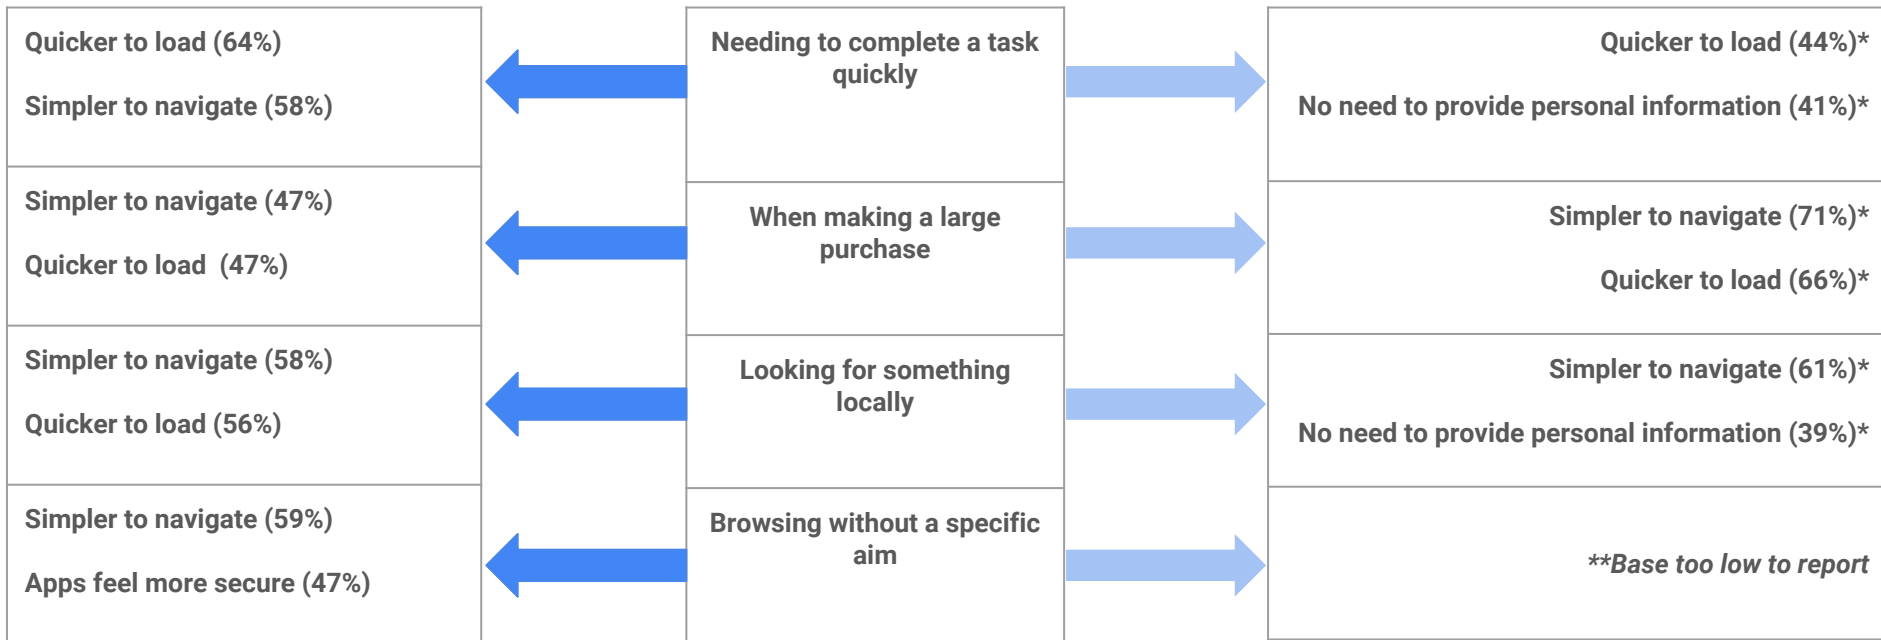 Quicker to load (64%)
Simpler to navigate (58%)
Needing to complete a task
quickly
Quicker to load (44%)*
No need to provide personal information (41%)*
Simpler to navigate (47%)
Quicker to load (47%)
When making a large
purchase
Simpler to navigate (71%)*
Quicker to load (66%)*
Simpler to navigate (58%)
Quicker to load (56%)
Looking for something
locally
Simpler to navigate (61%)*
No need to provide personal information (39%)*
Simpler to navigate (59%)
Apps feel more secure (47%)
Browsing without a specific
aim
**Base too low to report